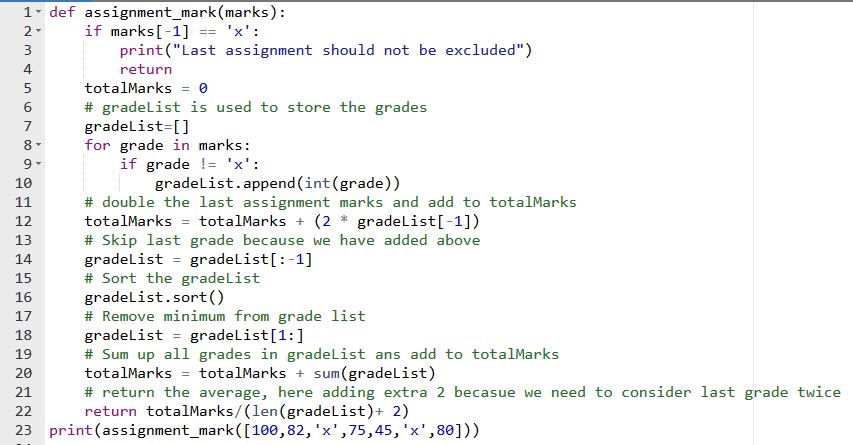 1 def assignment_mark(marks):
2     if marks[-1] == 'x':
3         print("Last assignment should not be excluded")
4         return
5     totalMarks = 0
6     # gradeList is used to store the grades
7     gradeList=[]
8     for grade in marks:
9         if grade != 'x':
10             gradeList.append(int(grade))
11     # double the last assignment marks and add to totalMarks
12     totalMarks = totalMarks + (2 * gradeList[-1])
13     # Skip last grade because we have added above
14     gradeList = gradeList[:-1]
15     # Sort the gradeList
16     gradeList.sort()
17     # Remove minimum from grade list
18     gradeList = gradeList[1:]
19     # Sum up all grades in gradeList ans add to totalMarks
20     totalMarks = totalMarks + sum(gradeList)
21     # return the average, here adding extra 2 becasue we need to consider last grade twice
22     return totalMarks/(len(gradeList)+ 2)
23 print(assignment_mark([100,82,'x',75,45,'x',80]))